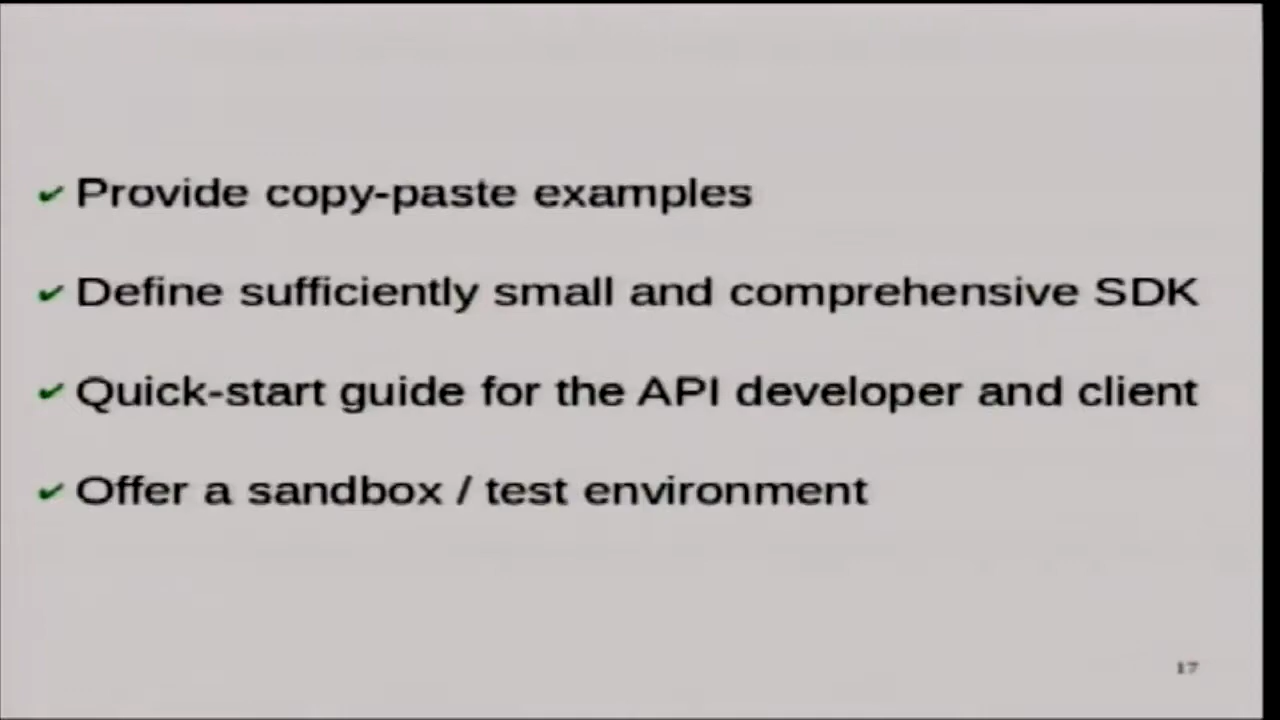 ✔ Provide copy-paste examples
✔ Define sufficiently small and comprehensive SDK
✔ Quick-start guide for the API developer and client
✔ Offer a sandbox / test environment
17